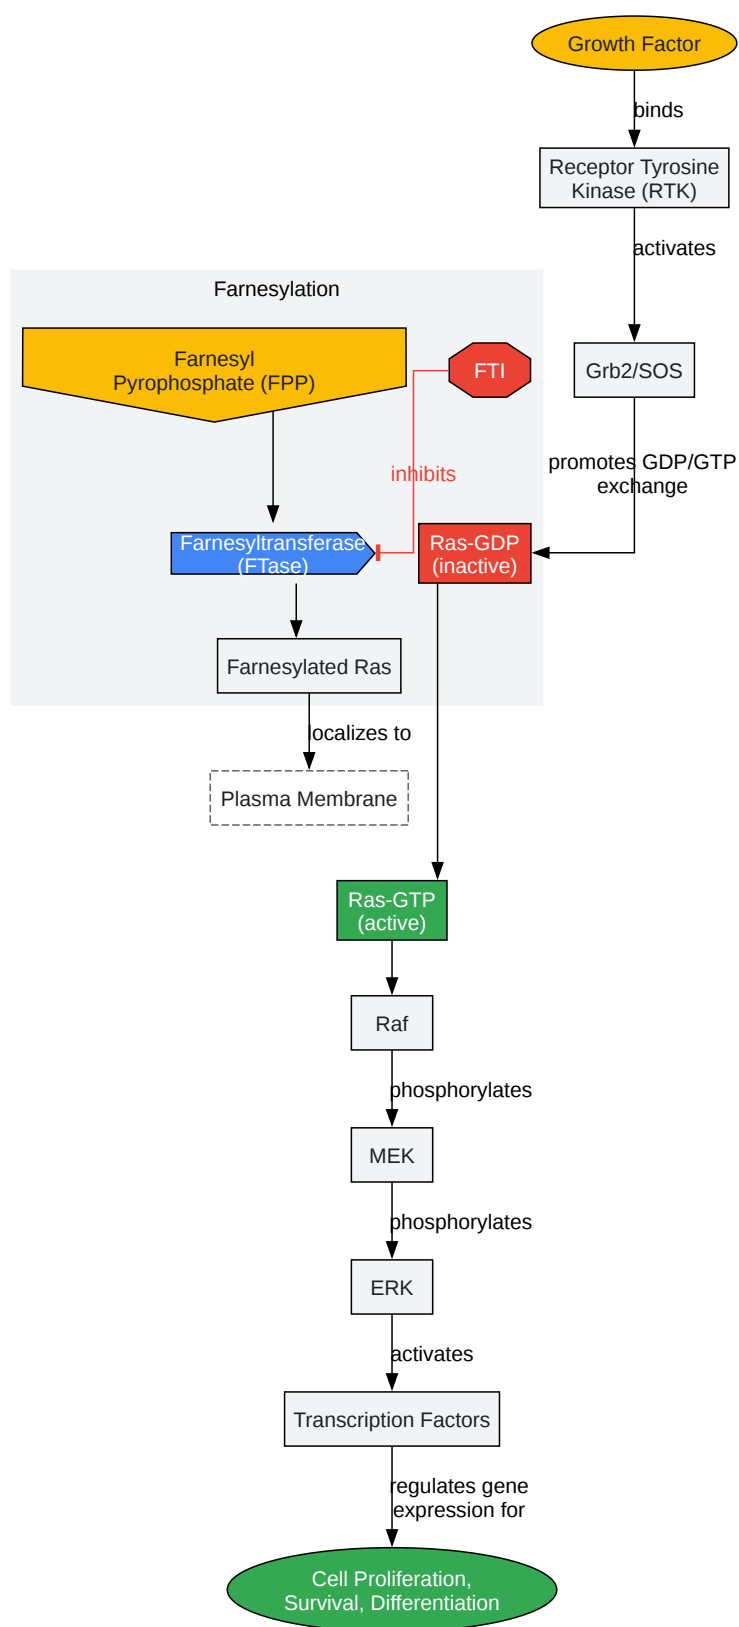 Growth Factor
binds
Receptor Tyrosine
Kinase (RTK)
activates
Farnesylation
Farnesyl
Pyrophosphate (FPP)
FTI
Grb2/SOS
inhibits
promotes GDP/GTP
exchange
Farnesyltransferase
(FTase)
Ras-GDP
(inactive)
Farnesylated Ras
localizes to
Plasma Membrane
Ras-GTP
(active)
Raf
phosphorylates
MEK
phosphorylates
ERK
activates
Transcription Factors
regulates gene
expression for
Cell Proliferation,
Survival, Differentiation